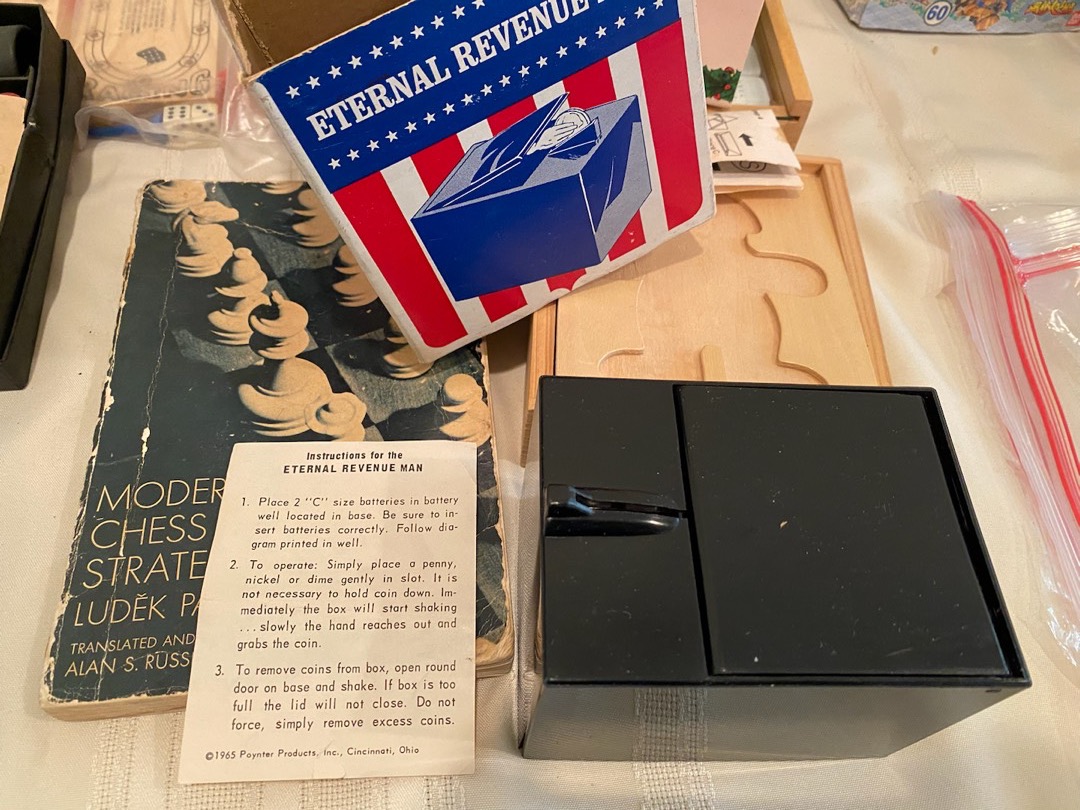 60
ETERNAL REVENUE
MODER
CHESS
STRATE
LUDĚK PA
TRANSLATED AND
ALAN S. RUSS
Instructions for the
ETERNAL REVENUE MAN
1. Place 2 "C" size batteries in battery
well located in base. Be sure to in-
sert batteries correctly. Follow dia-
gram printed in well.
2. To operate: Simply place a penny,
nickel or dime gently in slot. It is
not necessary to hold coin down. Im-
mediately the box will start shaking
...slowly the hand reaches out and
grabs the coin.
3. To remove coins from box, open round
door on base and shake. If box is too
full the lid will not close. Do not
force, simply remove excess coins.
©1965 Poynter Products, Inc., Cincinnati, Ohio